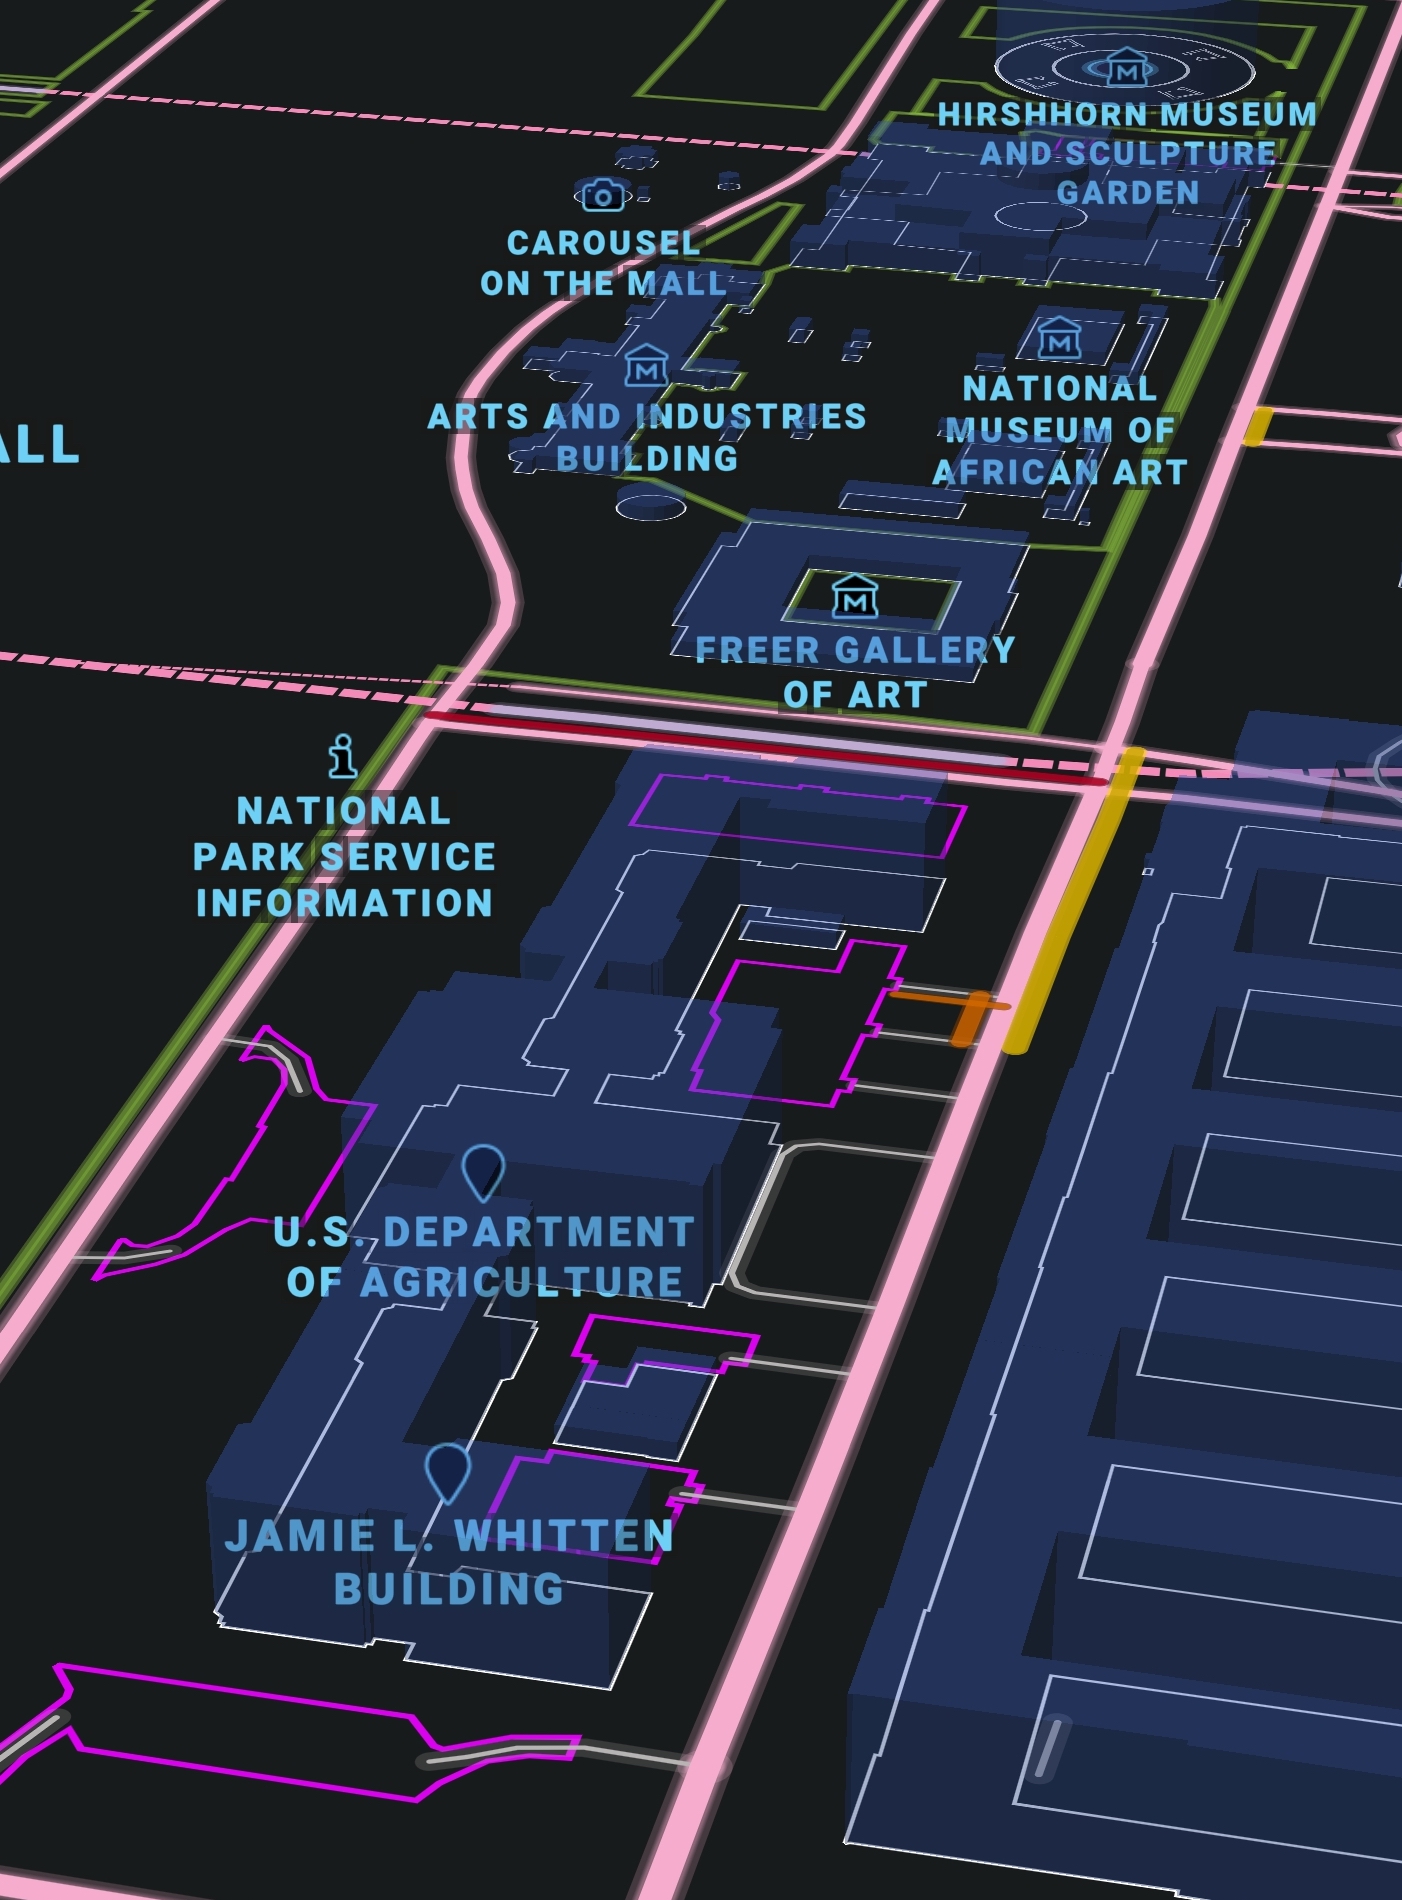 HIRSHHORN MUSEUM
AND SCULPTURE
GARDEN
CAROUSEL
ON THE MALL
NATIONAL
MUSEUM OF
AFRICAN ART
ARTS AND INDUSTRIES
BUILDING
ALL
FREER GALLERY
OF ART
NATIONAL
PARK SERVICE
INFORMATION
U.S. DEPARTMENT
OF AGRICULTURE
JAMIE L. WHITTEN
BUILDING